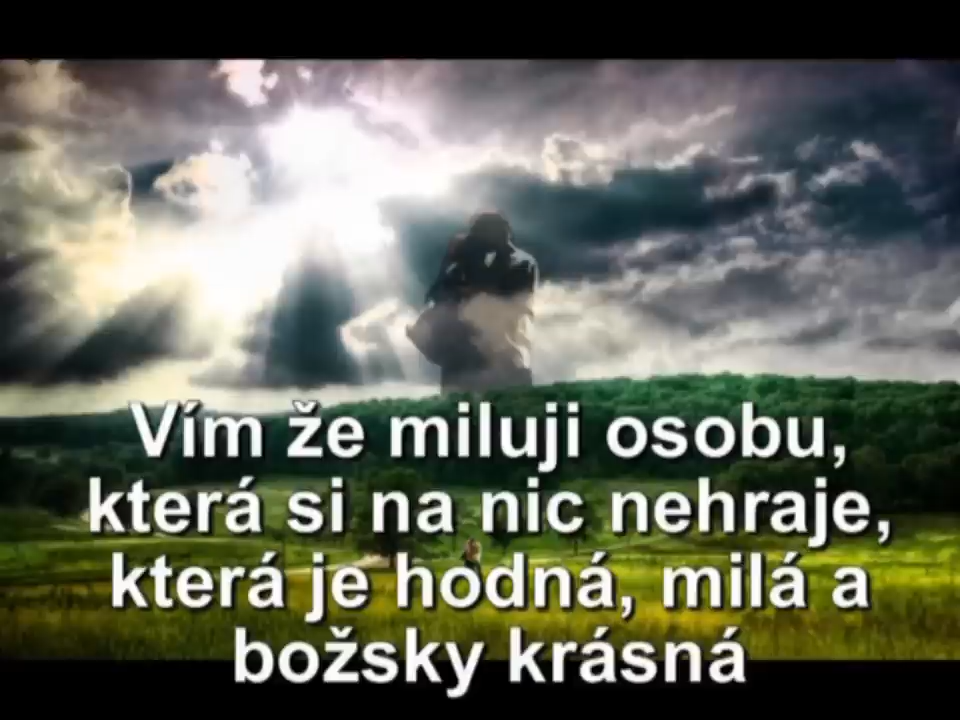 Vím že miluji osobu,
která si na nic nehraje,
která je hodná, milá a
božsky krásná